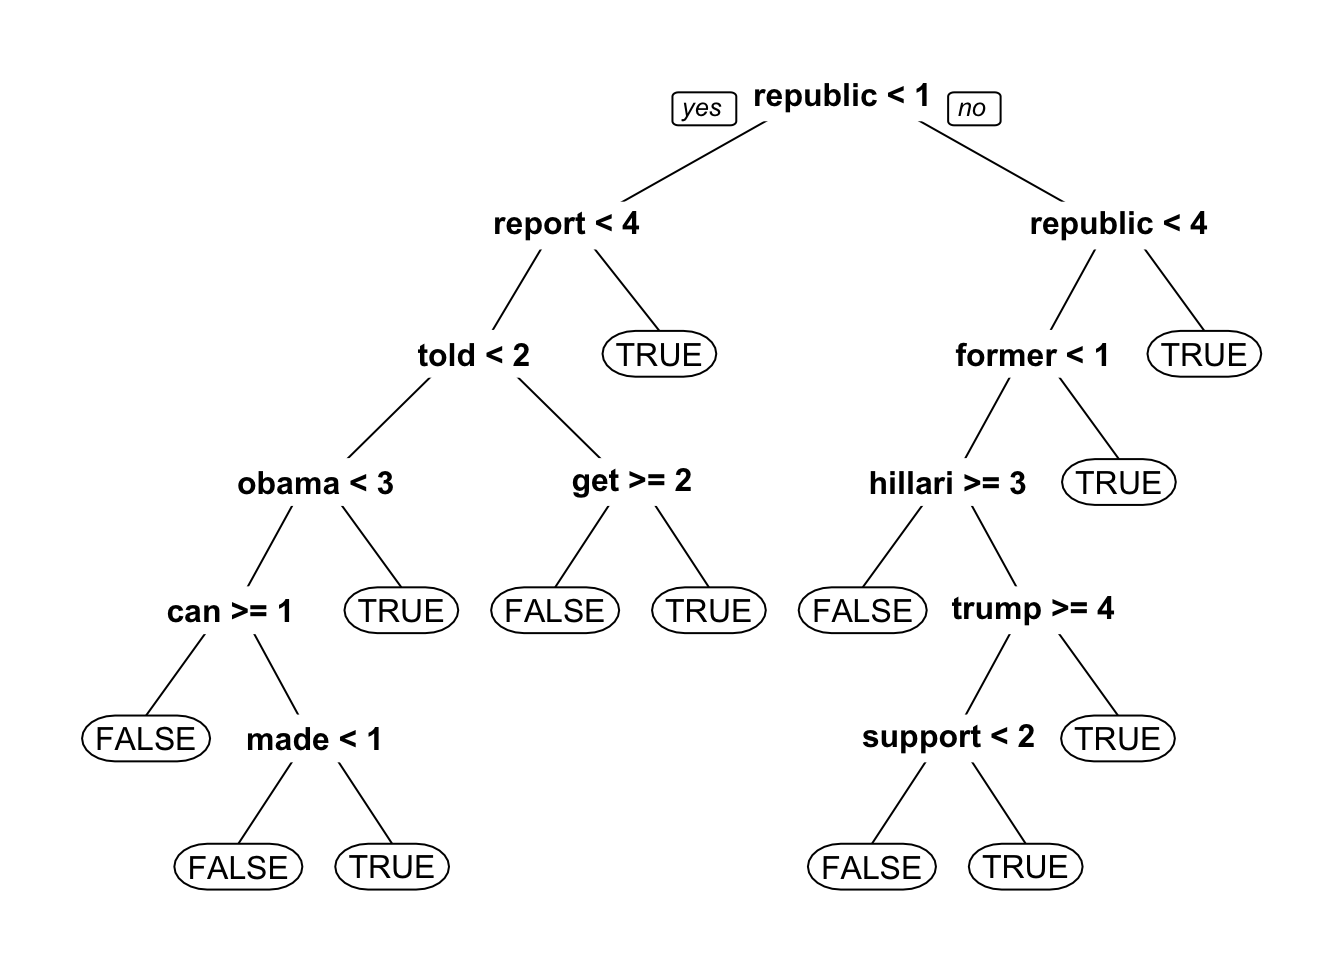 yes republic < 1 no
report < 4 republic < 4
told < 2 TRUE former < 1 TRUE
obama < 3 get >= 2 hillari >= 3 TRUE
can >= 1 TRUE FALSE TRUE FALSE trump >= 4
FALSE made < 1 support < 2 TRUE
FALSE TRUE FALSE TRUE